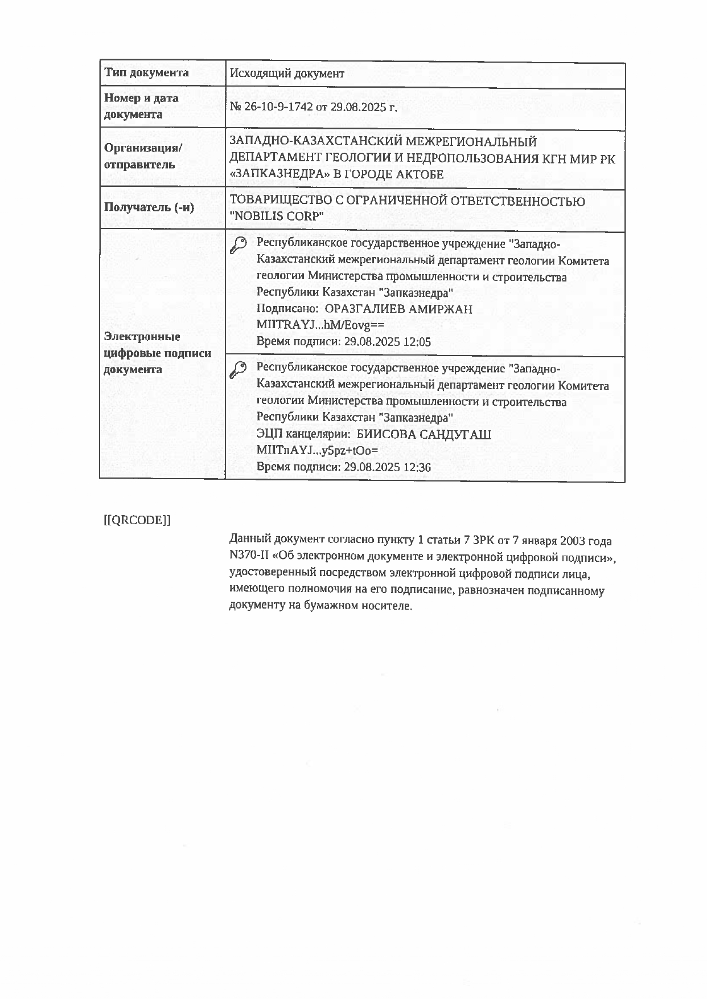 Тип документа
Исходящий документ
Номер и дата
документа
№ 26-10-9-1742 от 29.08.2025 г.
Организация/
отправитель
ЗАПАДНО-КАЗАХСТАНСКИЙ МЕЖРЕГИОНАЛЬНЫЙ
ДЕПАРТАМЕНТ ГЕОЛОГИИ И НЕДРОПОЛЬЗОВАНИЯ КГН МИР РК
«ЗАПКАЗНЕДРА» В ГОРОДЕ АКТОБЕ
Получатель (-и)
ТОВАРИЩЕСТВО С ОГРАНИЧЕННОЙ ОТВЕТСТВЕННОСТЬЮ
"NOBILIS CORP"
Электронные
цифровые подписи
документа
Республиканское государственное учреждение "Западно-
Казахстанский межрегиональный департамент геологии Комитета
геологии Министерства промышленности и строительства
Республики Казахстан "Запказнедра"
Подписано: ОРАЗГАЛИЕВ АМИРЖАН
MIITRAYJ...hM/Eovg==
Время подписи: 29.08.2025 12:05
Республиканское государственное учреждение "Западно-
Казахстанский межрегиональный департамент геологии Комитета
геологии Министерства промышленности и строительства
Республики Казахстан "Запказнедра"
ЭЦП канцелярии: БИИСОВА САНДУГАШ
MIITnAYJ...y5pz+tOo=
Время подписи: 29.08.2025 12:36
[[QRCODE]]
Данный документ согласно пункту 1 статьи 7 ЗРК от 7 января 2003 года
N370-II «Об электронном документе и электронной цифровой подписи»,
удостоверенный посредством электронной цифровой подписи лица,
имеющего полномочия на его подписание, равнозначен подписанному
документу на бумажном носителе.